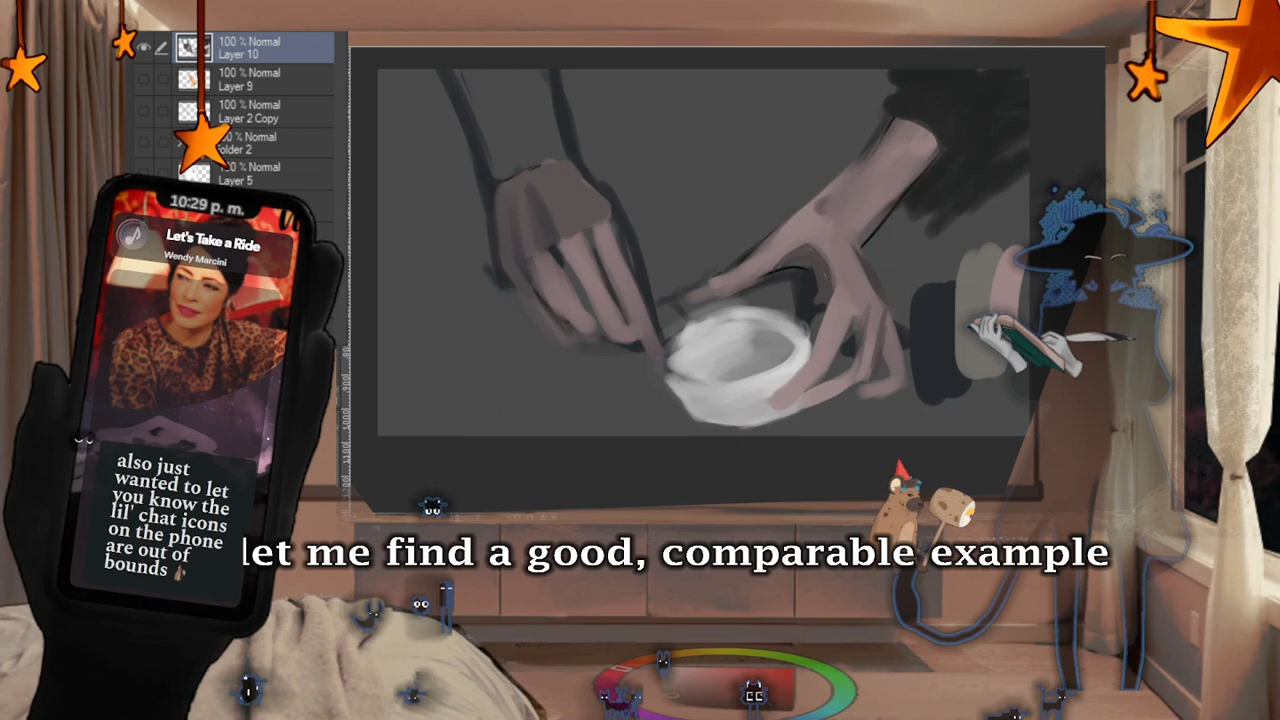 100 % Normal
Layer 10
100 % Normal
Layer 9
100 % Normal
Layer 2 Copy
% Normal
Layer 5
10:29 p. m.
Let's Take a Ride
Wendy Marcini
also just
wanted to let
you know the
lil' chat icons
on the phone
are out of
bounds
let me find a good, comparable example